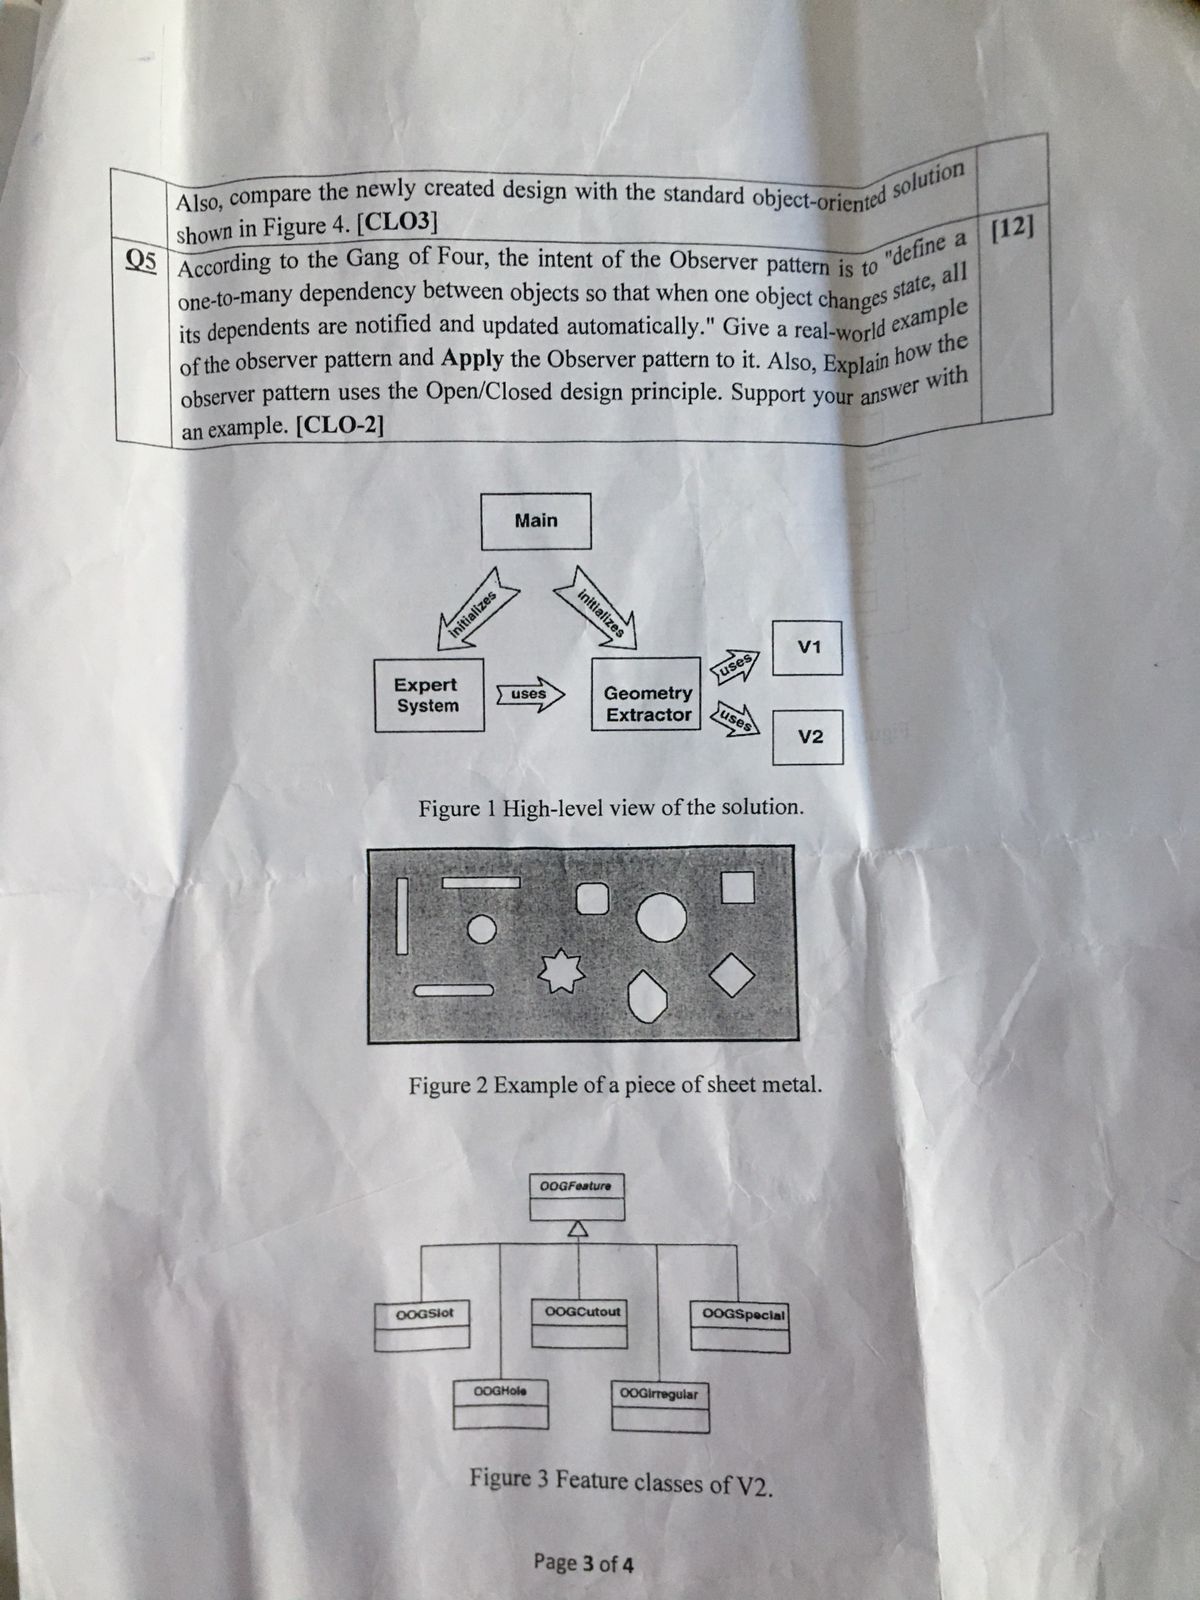 Also, compare the newly created design with the standard object-oriented solution
shown in Figure 4. [CLO3]
Q5 According to the Gang of Four, the intent of the Observer pattern is to "define a [12]
one-to-many dependency between objects so that when one object changes state, all
its dependents are notified and updated automatically." Give a real-world example
of the observer pattern and Apply the Observer pattern to it. Also, Explain how the
observer pattern uses the Open/Closed design principle. Support your answer with
an example. [CLO-2]
Main
initializes
initializes
V1
Expert
System
uses
Geometry
Extractor
uses
uses
V2
Figure 1 High-level view of the solution.
Figure 2 Example of a piece of sheet metal.
OOGFeature
OOGSlot
OOGCutout
OOGSpecial
OOGHole
OOGIrregular
Figure 3 Feature classes of V2.
Page 3 of 4